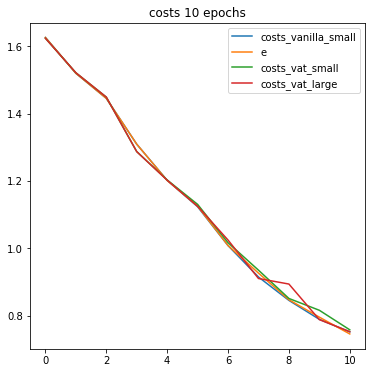 costs 10 epochs
costs_vanilla_small
e
costs_vat_small
costs_vat_large
1.6
1.4
1.2
1.0
0.8
0 2 4 6 8 10